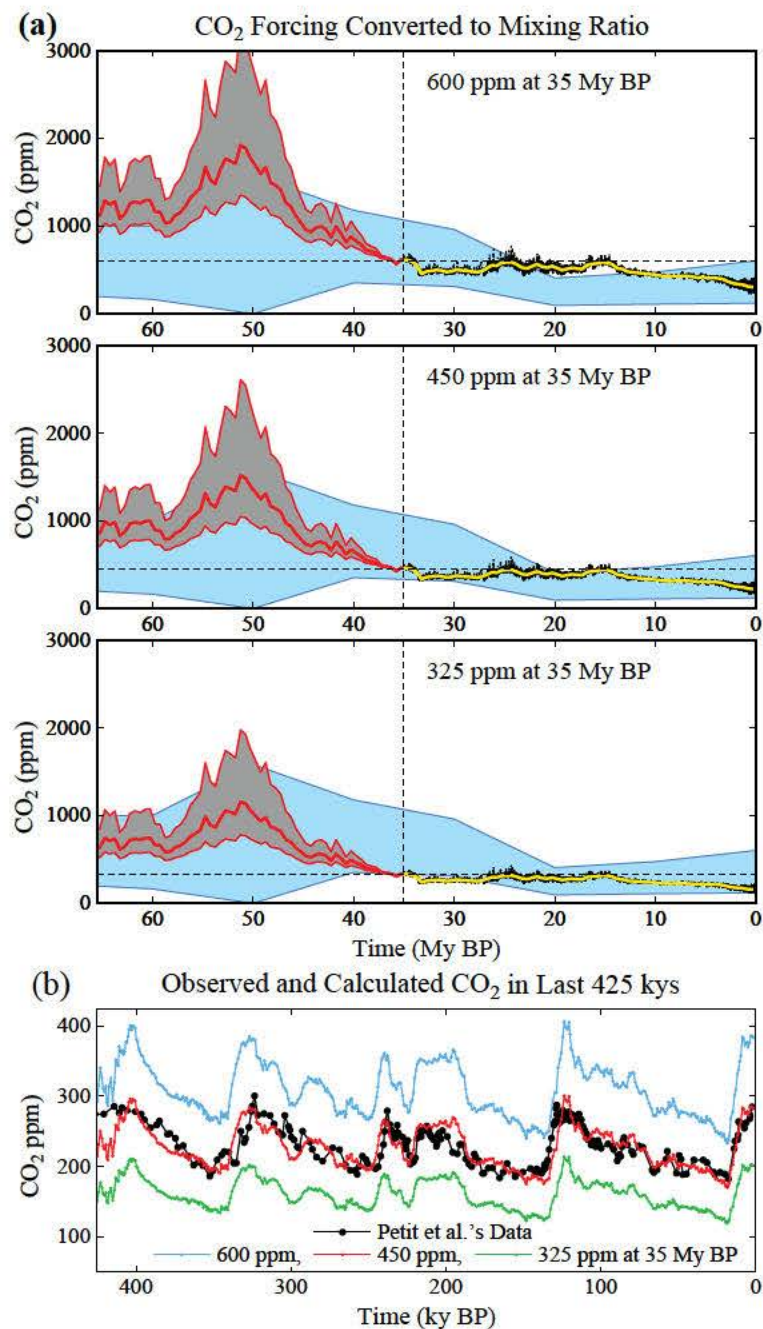 (a) CO₂ Forcing Converted to Mixing Ratio
3000
600 ppm at 35 My BP
2000
CO₂ (ppm)
1000
0
60 50 40 30 20 10 0
3000
450 ppm at 35 My BP
2000
CO₂ (ppm)
1000
0
60 50 40 30 20 10 0
3000
325 ppm at 35 My BP
2000
CO₂ (ppm)
1000
0
60 50 40 30 20 10 0
Time (My BP)
(b) Observed and Calculated CO₂ in Last 425 kys
400
300
CO₂ ppm
200
100
Petit et al.'s Data
600 ppm, 450 ppm, 325 ppm at 35 My BP
400 300 200 100 0
Time (ky BP)